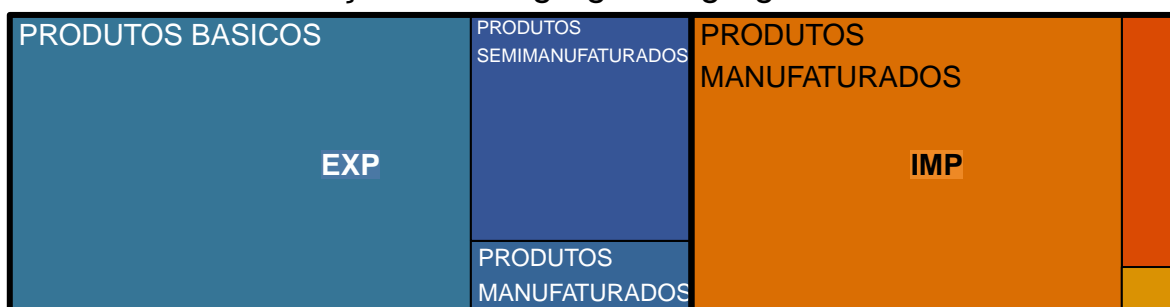 PRODUTOS BASICOS
EXP
PRODUTOS
SEMIMANUFATURADOS
PRODUTOS
MANUFATURADOS
PRODUTOS
MANUFATURADOS
IMP